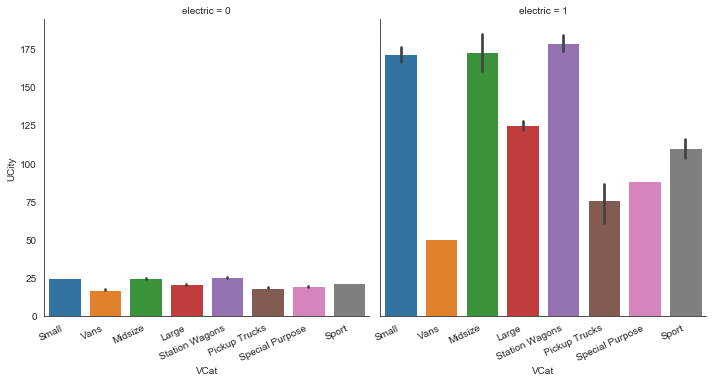 electric = 0
electric = 1
UCity
175
150
125
100
75
50
25
0
Small
Vans
Midsize
Large
Station Wagons
Pickup Trucks
Special Purpose
Sport
VCat
Small
Vans
Midsize
Large
Station Wagons
Pickup Trucks
Special Purpose
Sport
VCat